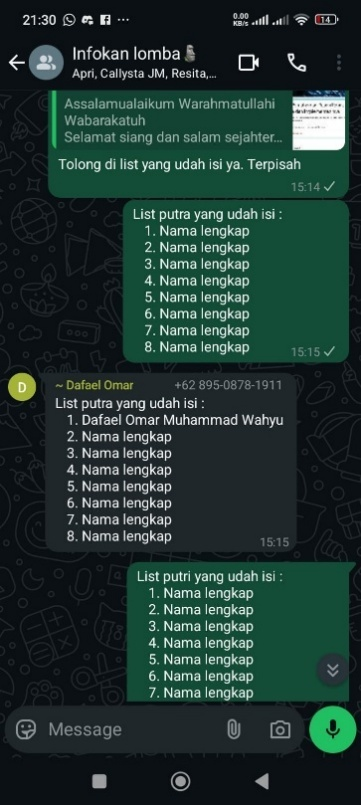 21:30
0.00
KB/s
14
Infokan lomba
Apri, Callysta JM, Resita,...
Assalamualaikum Warahmatullahi
Wabarakatuh
Selamat siang dan salam sejahter...
Tolong di list yang udah isi ya. Terpisah
15:14
List putra yang udah isi :
1. Nama lengkap
2. Nama lengkap
3. Nama lengkap
4. Nama lengkap
5. Nama lengkap
6. Nama lengkap
7. Nama lengkap
8. Nama lengkap
15:15
D
~ Dafael Omar +62 895-0878-1911
List putra yang udah isi :
1. Dafael Omar Muhammad Wahyu
2. Nama lengkap
3. Nama lengkap
4. Nama lengkap
5. Nama lengkap
6. Nama lengkap
7. Nama lengkap
8. Nama lengkap
15:15
List putri yang udah isi :
1. Nama lengkap
2. Nama lengkap
3. Nama lengkap
4. Nama lengkap
5. Nama lengkap
6. Nama lengkap
7. Nama lengkap
Message